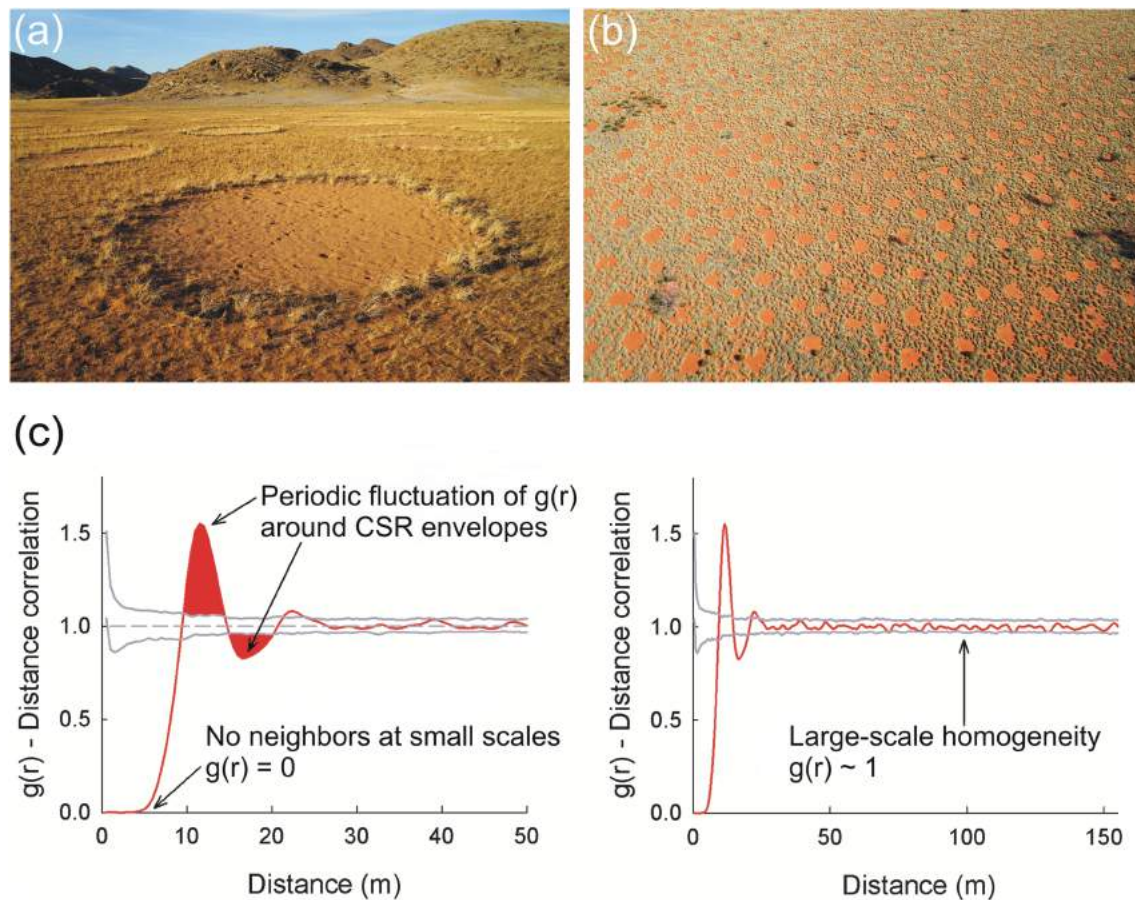 (a)
(b)
(c)
g(r) - Distance correlation
1.5
1.0
0.5
0.0
Periodic fluctuation of g(r)
around CSR envelopes
No neighbors at small scales
g(r) = 0
0 10 20 30 40 50
Distance (m)
g(r) - Distance correlation
1.5
1.0
0.5
0.0
Large-scale homogeneity
g(r) ~ 1
0 50 100 150
Distance (m)